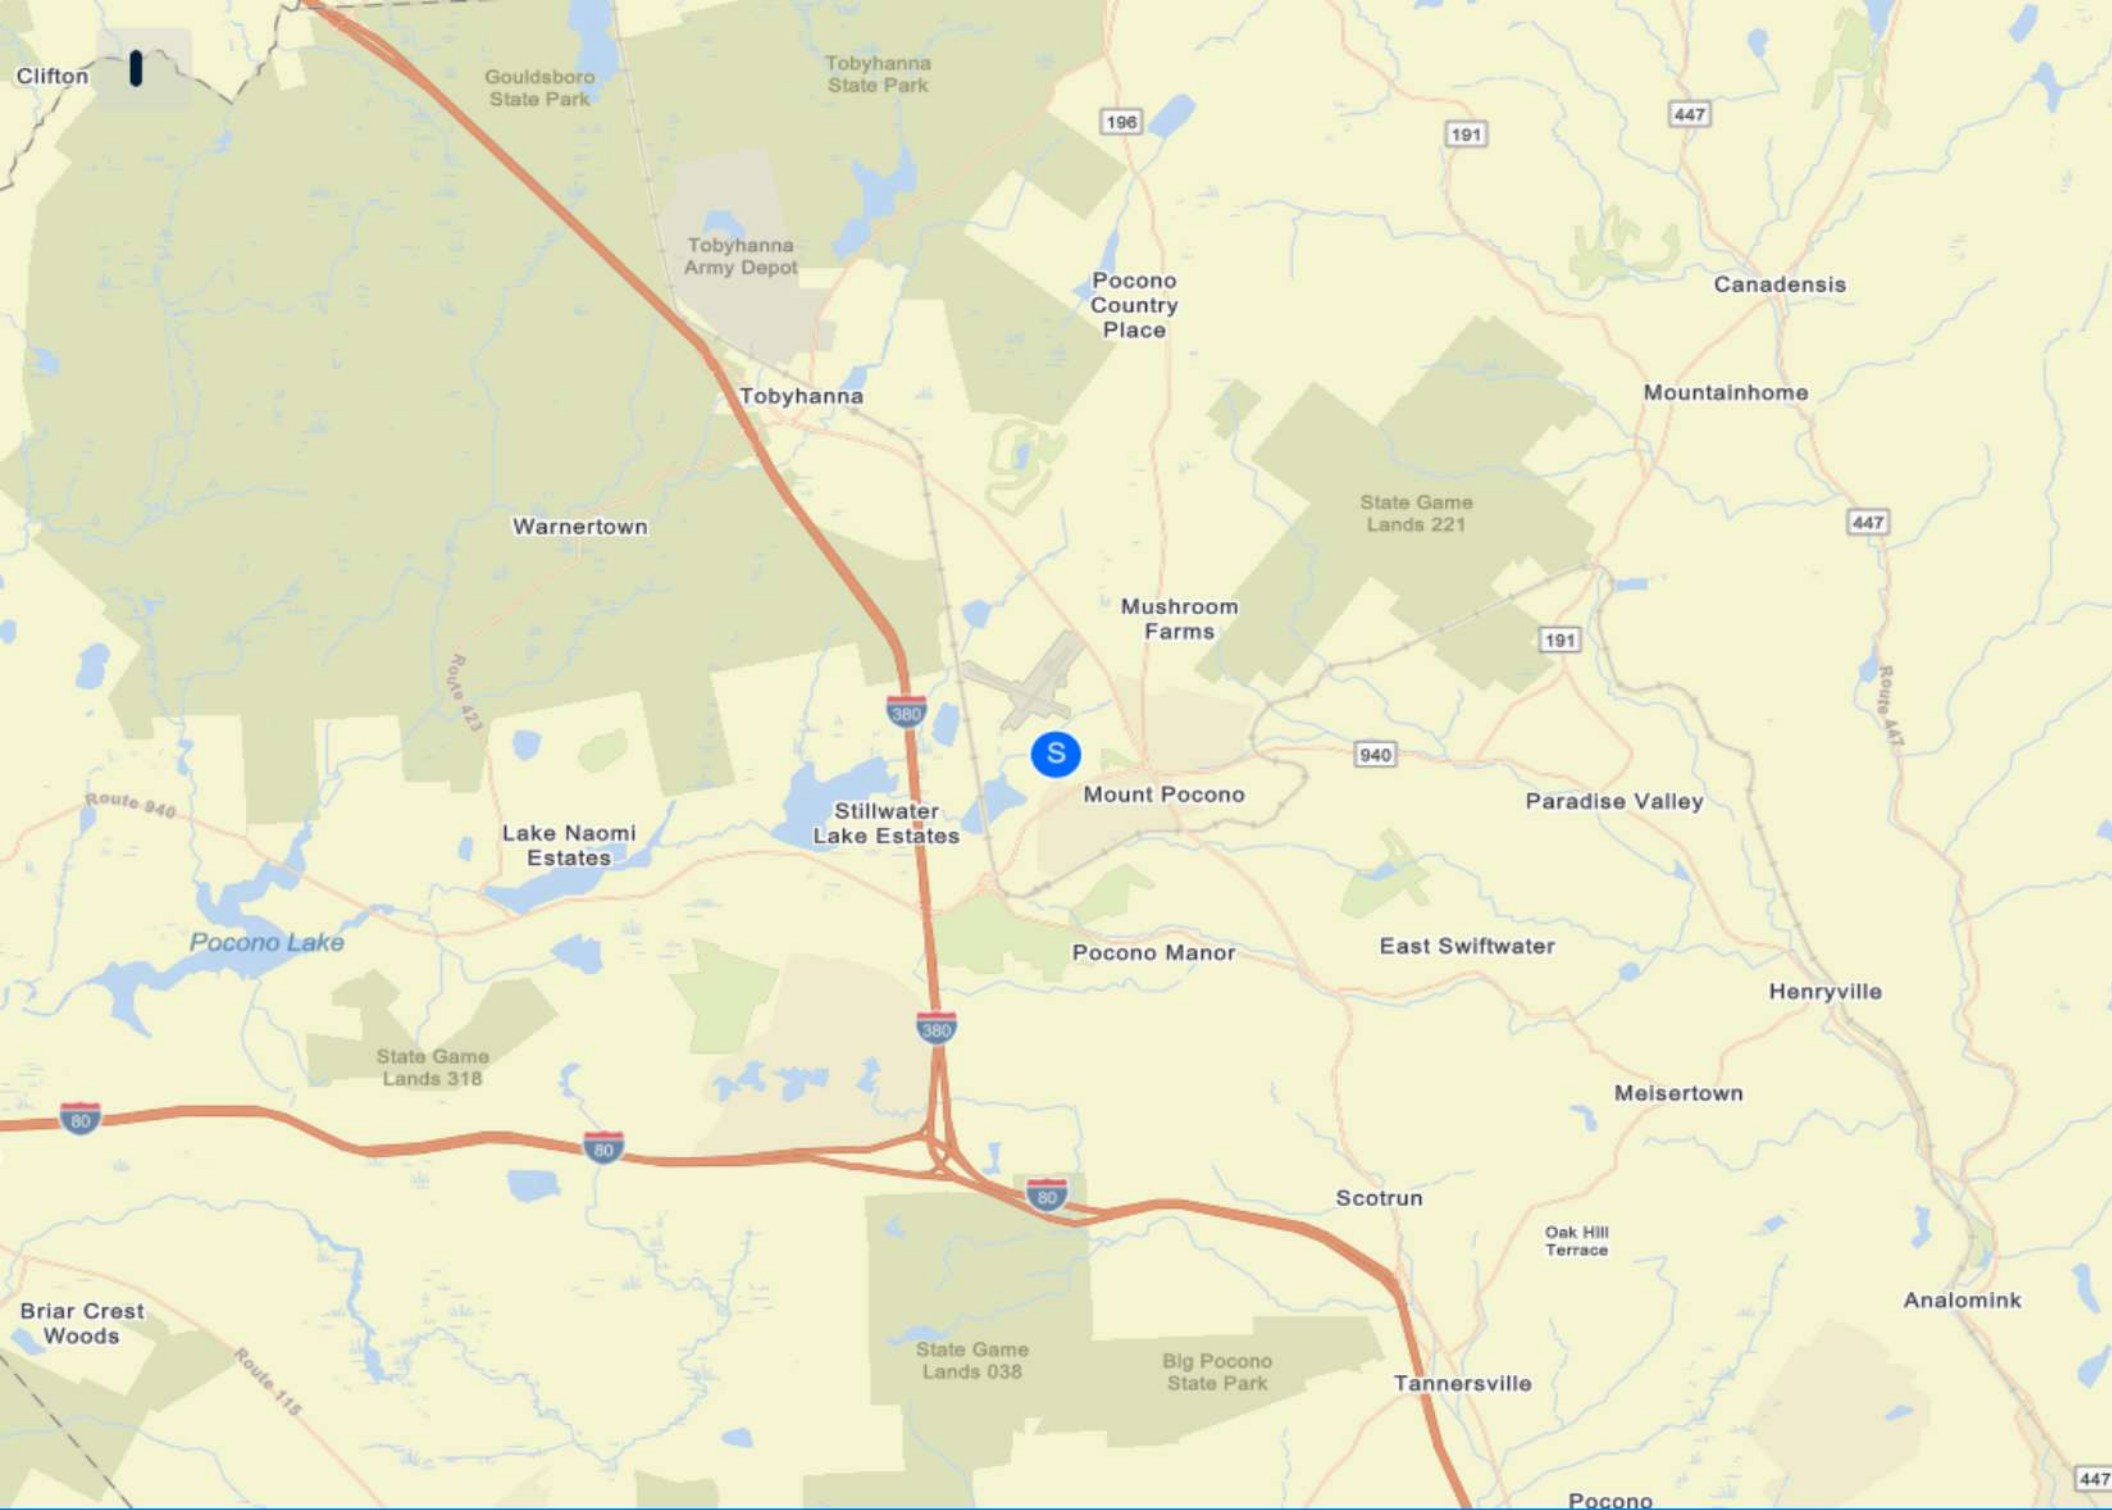 Clifton
Gouldsboro
State Park
Tobyhanna
State Park
196
191
447
Tobyhanna
Army Depot
Pocono
Country
Place
Canadensis
Tobyhanna
Mountainhome
Warnertown
State Game
Lands 221
447
Mushroom
Farms
191
Route 423
Route 447
380
S
940
Mount Pocono
Route 940
Stillwater
Lake Estates
Lake Naomi
Estates
Paradise Valley
Pocono Lake
Pocono Manor
East Swiftwater
Henryville
380
State Game
Lands 318
Meisertown
80
80
80
Scotrun
Oak Hill
Terrace
Briar Crest
Woods
Analomink
Route 115
State Game
Lands 038
Big Pocono
State Park
Tannersville
447
Pocono